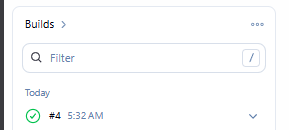 Builds
Filter /
Today
#4 5:32 AM